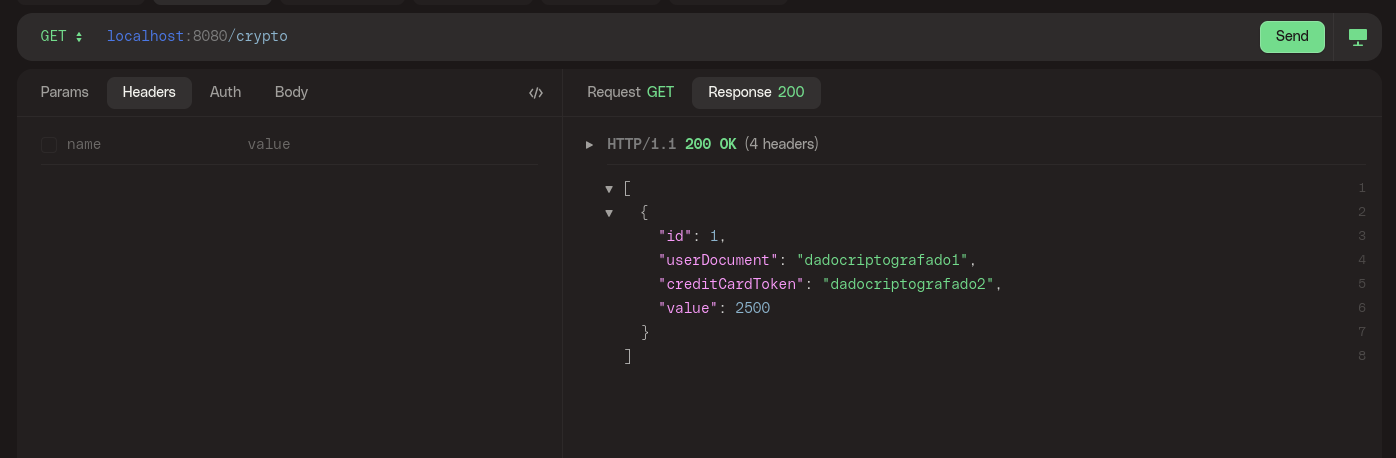 GET localhost:8080/crypto Send
Params Headers Auth Body </>
Request GET Response 200
name value
HTTP/1.1 200 OK (4 headers)
[ 1
{ 2
"id": 1, 3
"userDocument": "dadocriptografado1", 4
"creditCardToken": "dadocriptografado2", 5
"value": 2500 6
} 7
] 8